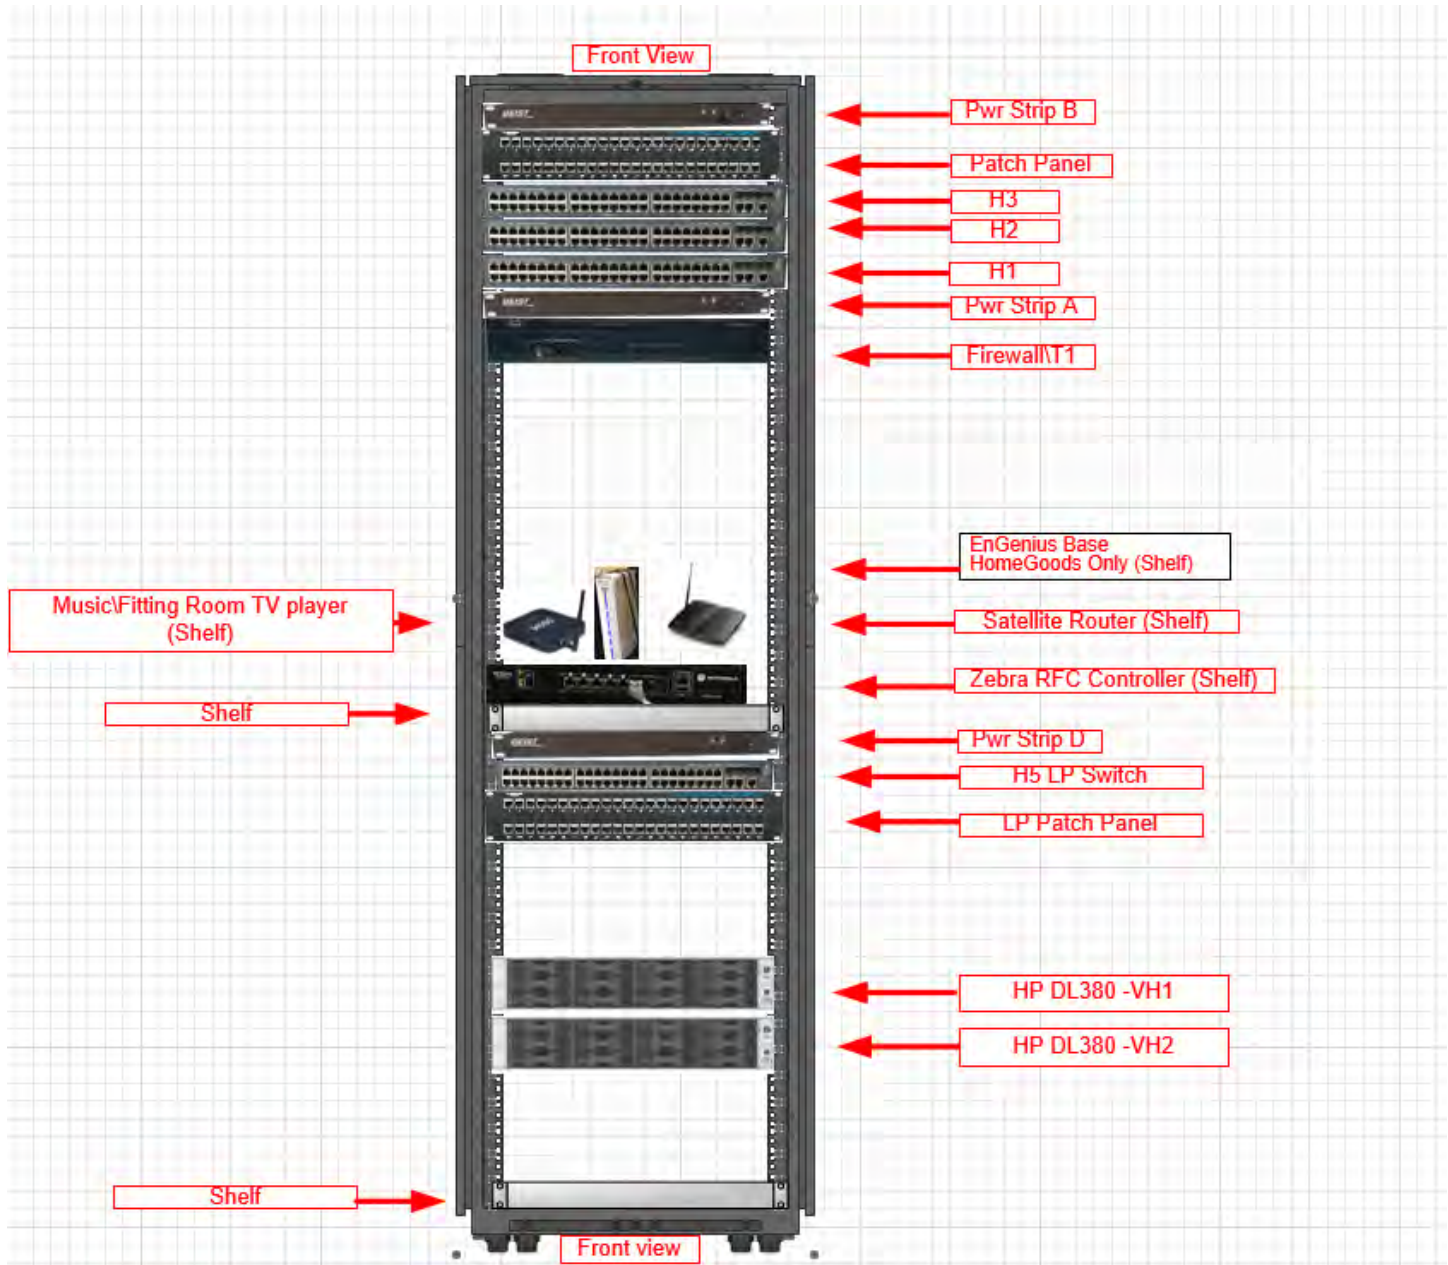 Front View
Pwr Strip B
Patch Panel
H3
H2
H1
Pwr Strip A
Firewall\T1
EnGenius Base
HomeGoods Only (Shelf)
Music\Fitting Room TV player
(Shelf)
Satellite Router (Shelf)
Zebra RFC Controller (Shelf)
Shelf
Pwr Strip D
H5 LP Switch
LP Patch Panel
HP DL380 -VH1
HP DL380 -VH2
Shelf
Front view